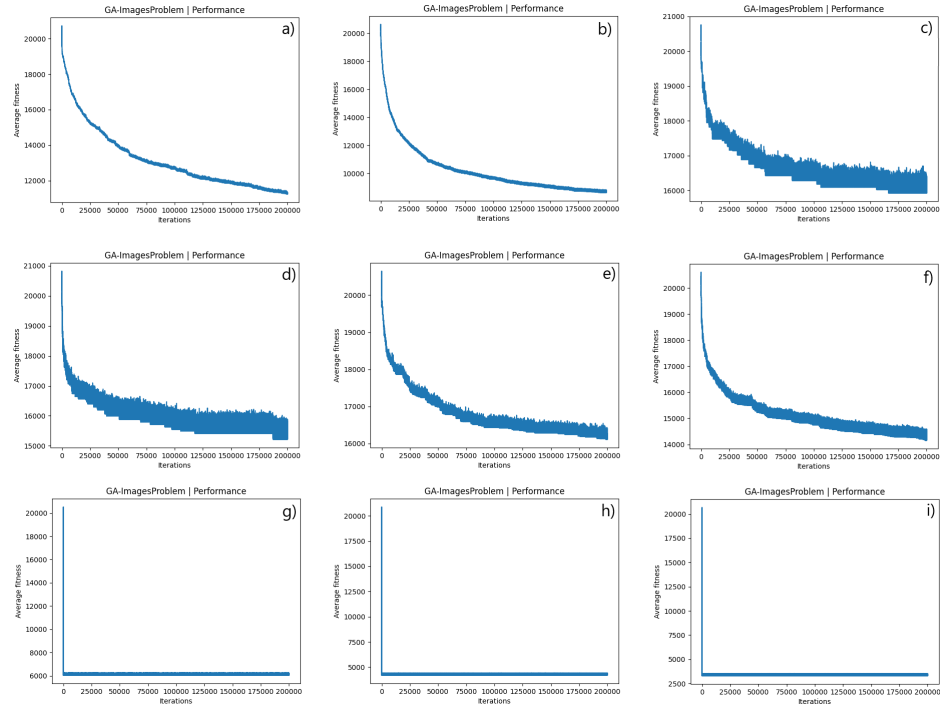 GA-ImagesProblem | Performance
a)
20000
18000
16000
14000
12000
Average fitness
0 25000 50000 75000 100000 125000 150000 175000 200000
Iterations
GA-ImagesProblem | Performance
b)
20000
18000
16000
14000
12000
10000
Average fitness
0 25000 50000 75000 100000 125000 150000 175000 200000
Iterations
GA-ImagesProblem | Performance
c)
21000
20000
19000
18000
17000
16000
Average fitness
0 25000 50000 75000 100000 125000 150000 175000 200000
Iterations
GA-ImagesProblem | Performance
d)
21000
20000
19000
18000
17000
16000
15000
Average fitness
0 25000 50000 75000 100000 125000 150000 175000 200000
Iterations
GA-ImagesProblem | Performance
e)
20000
19000
18000
17000
16000
Average fitness
0 25000 50000 75000 100000 125000 150000 175000 200000
Iterations
GA-ImagesProblem | Performance
f)
20000
19000
18000
17000
16000
15000
14000
Average fitness
0 25000 50000 75000 100000 125000 150000 175000 200000
Iterations
GA-ImagesProblem | Performance
g)
20000
18000
16000
14000
12000
10000
8000
6000
Average fitness
0 25000 50000 75000 100000 125000 150000 175000 200000
Iterations
GA-ImagesProblem | Performance
h)
20000
17500
15000
12500
10000
7500
5000
Average fitness
0 25000 50000 75000 100000 125000 150000 175000 200000
Iterations
GA-ImagesProblem | Performance
i)
20000
17500
15000
12500
10000
7500
5000
2500
Average fitness
0 25000 50000 75000 100000 125000 150000 175000 200000
Iterations